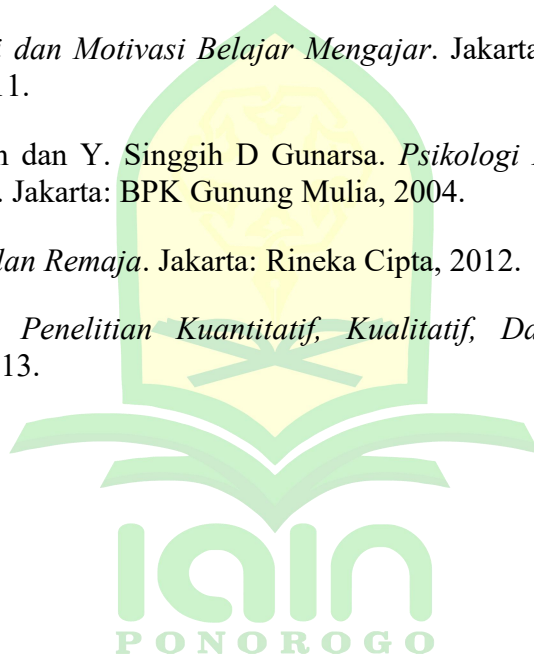 dan Motivasi Belajar Mengajar. Jakarta
11.
dan Y. Singgih D Gunarsa. Psikologi
. Jakarta: BPK Gunung Mulia, 2004.
dan Remaja. Jakarta: Rineka Cipta, 2012.
Penelitian Kuantitatif, Kualitatif,
13.
iain
PONOROGO